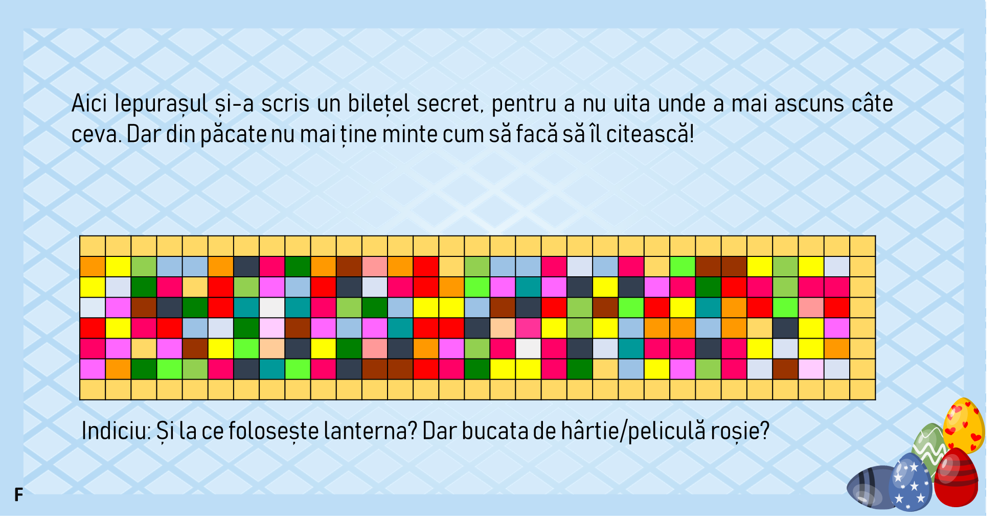 Aici Iepurașul și-a scris un bilețel secret, pentru a nu uita unde a mai ascuns câte
ceva. Dar din păcate nu mai ține minte cum să facă să îl citească!
Indiciu: Și la ce folosește lanterna? Dar bucata de hârtie/peliculă roșie?
F